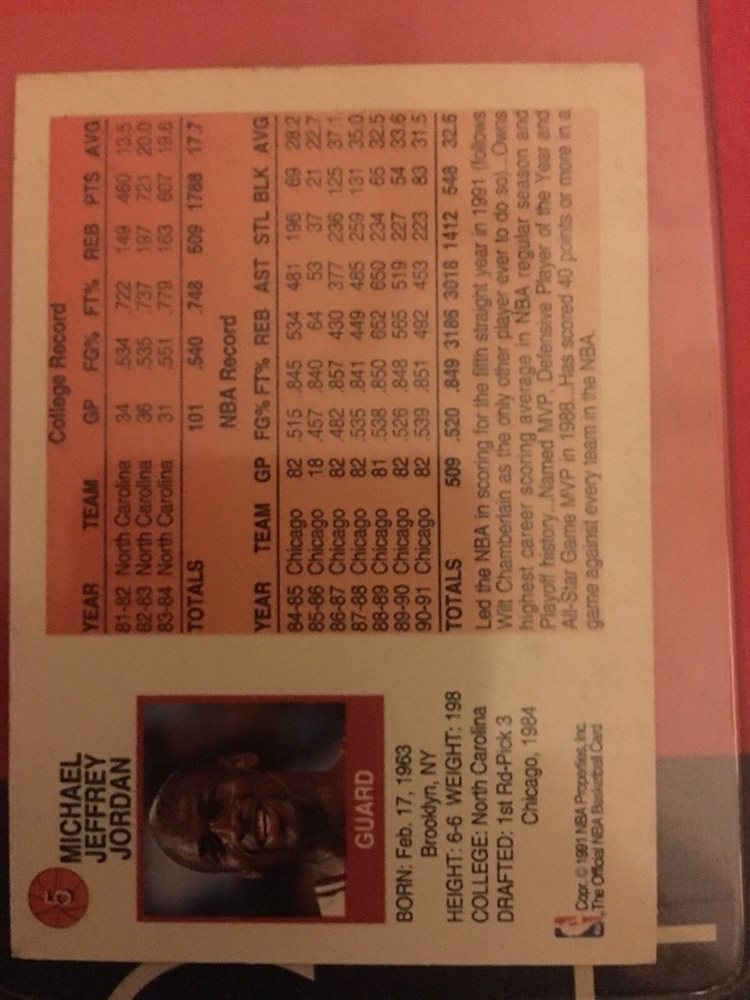 5
MICHAEL
JEFFREY
JORDAN
GUARD
BORN: Feb. 17, 1963
Brooklyn, NY
HEIGHT: 6-6 WEIGHT: 198
COLLEGE: North Carolina
DRAFTED: 1st Rd-Pick 3
Chicago, 1984
Copr. © 1991 NBA Properties, Inc.
The Official NBA Basketball Card
College Record
YEAR TEAM GP FG% FT% REB PTS AVG
81-82 North Carolina 34 .534 .722 149 460 13.5
82-83 North Carolina 36 .535 .737 197 721 20.0
83-84 North Carolina 31 .551 .779 163 607 19.6
TOTALS 101 .540 .748 509 1788 17.7
NBA Record
YEAR TEAM GP FG% FT% REB AST STL BLK AVG
84-85 Chicago 82 .515 .845 534 481 196 69 28.2
85-86 Chicago 18 .457 .840 64 53 37 21 22.7
86-87 Chicago 82 .482 .857 430 377 236 125 37.1
87-88 Chicago 82 .535 .841 449 485 259 131 35.0
88-89 Chicago 81 .538 .850 652 650 234 65 32.5
89-90 Chicago 82 .526 .848 565 519 227 54 33.6
90-91 Chicago 82 .539 .851 492 453 223 83 31.5
TOTALS 509 .520 .849 3186 3018 1412 548 32.6
Led the NBA in scoring for the fifth straight year in 1991 (follows
Wilt Chamberlain as the only other player ever to do so)...Owns
highest career scoring average in NBA regular season and
Playoff history...Named MVP, Defensive Player of the Year and
All-Star Game MVP in 1988...Has scored 40 points or more in a
game against every team in the NBA.